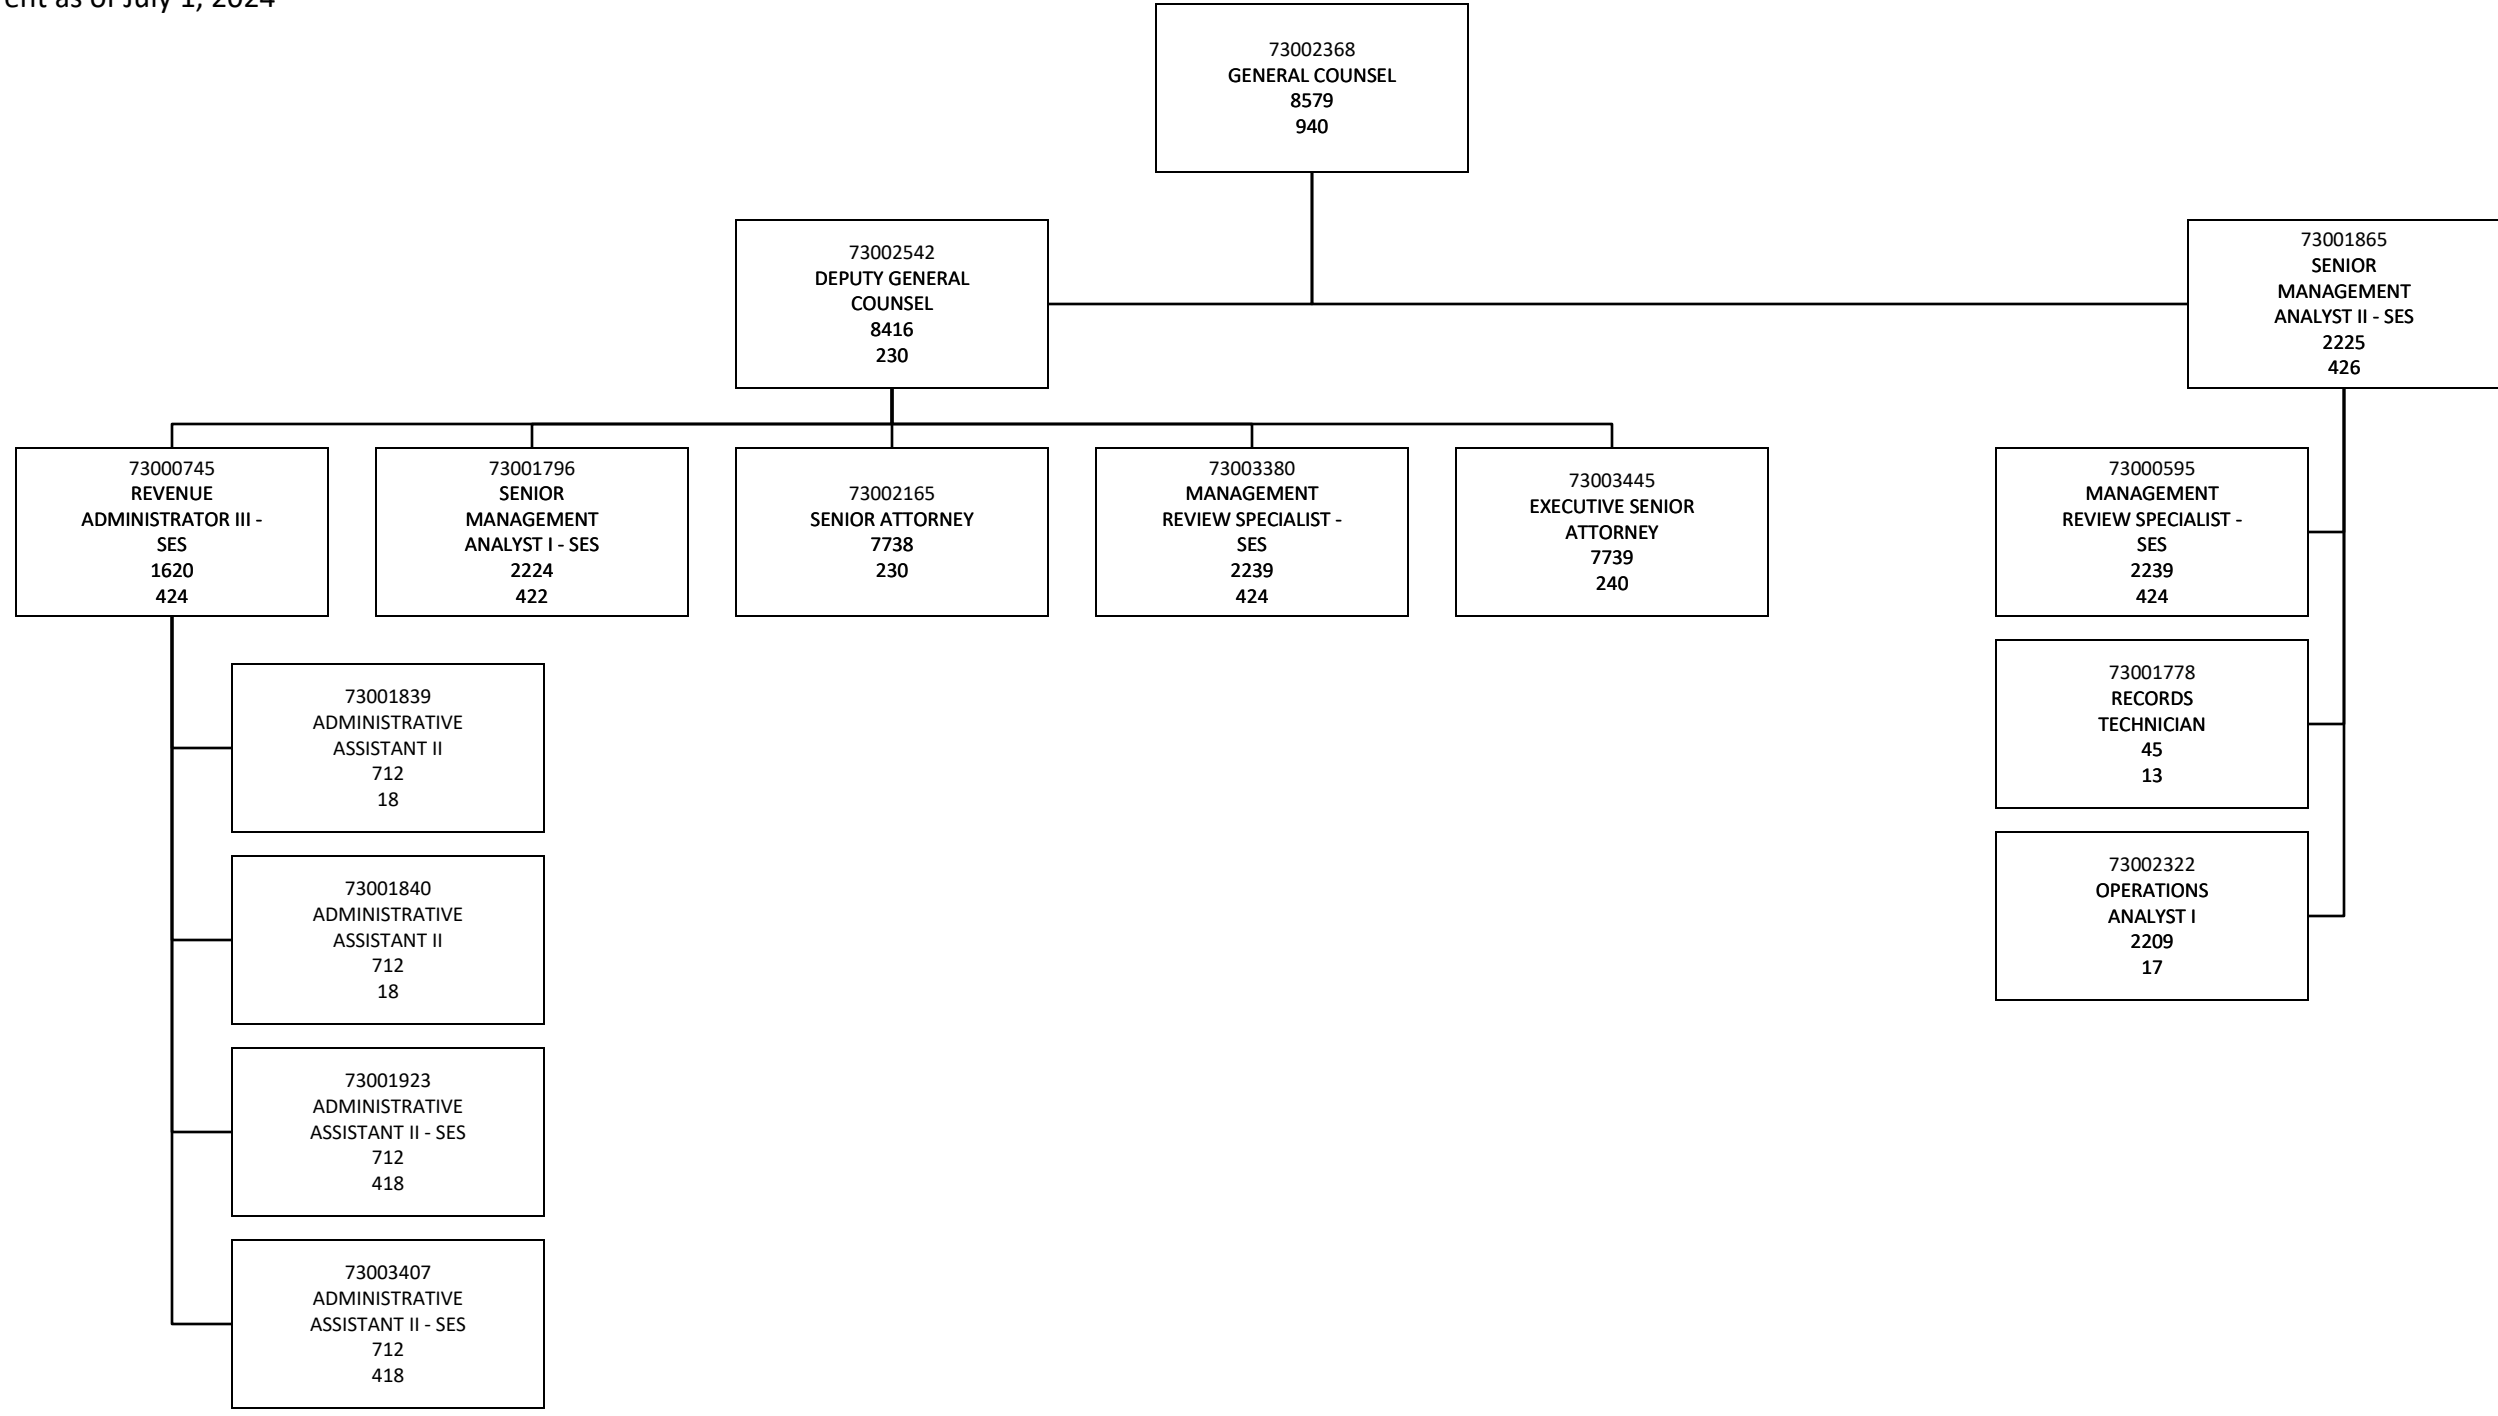 as of July 1, 2024
73002368
GENERAL COUNSEL
8579
940
73002542
DEPUTY GENERAL
COUNSEL
8416
230
73001865
SENIOR
MANAGEMENT
ANALYST II - SES
2225
426
73000745
REVENUE
ADMINISTRATOR III -
SES
1620
424
73001796
SENIOR
MANAGEMENT
ANALYST I - SES
2224
422
73002165
SENIOR ATTORNEY
7738
230
73003380
MANAGEMENT
REVIEW SPECIALIST -
SES
2239
424
73003445
EXECUTIVE SENIOR
ATTORNEY
7739
240
73000595
MANAGEMENT
REVIEW SPECIALIST -
SES
2239
424
73001839
ADMINISTRATIVE
ASSISTANT II
712
18
73001778
RECORDS
TECHNICIAN
45
13
73001840
ADMINISTRATIVE
ASSISTANT II
712
18
73002322
OPERATIONS
ANALYST I
2209
17
73001923
ADMINISTRATIVE
ASSISTANT II - SES
712
418
73003407
ADMINISTRATIVE
ASSISTANT II - SES
712
418